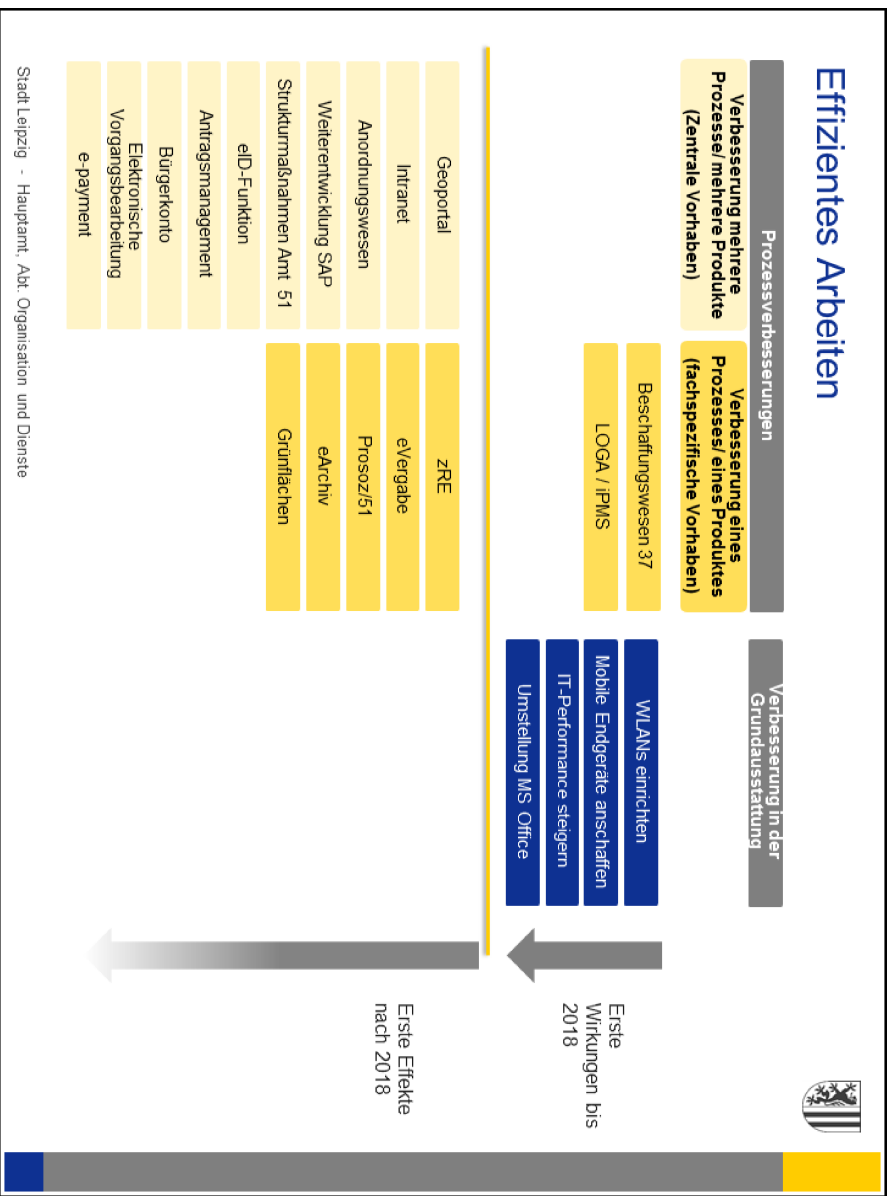 Effizientes Arbeiten
Prozessverbesserungen
Verbesserung in der
Grundausstattung
Verbesserung mehrere
Prozesse/ mehrere Produkte
(Zentrale Vorhaben)
Verbesserung eines
Prozesses/ eines Produktes
(fachspezifische Vorhaben)
Beschaffungswesen 37
LOGA / iPMS
WLANs einrichten
Mobile Endgeräte anschaffen
IT-Performance steigern
Umstellung MS Office
Erste
Wirkungen bis
2018
Geoportal
Intranet
Anordnungswesen
Weiterentwicklung SAP
Strukturmaßnahmen Amt 51
eID-Funktion
Antragsmanagement
Bürgerkonto
Elektronische
Vorgangsbearbeitung
e-payment
zRE
eVergabe
Prosoz/51
eArchiv
Grünflächen
Erste Effekte
nach 2018
Stadt Leipzig - Hauptamt, Abt. Organisation und Dienste